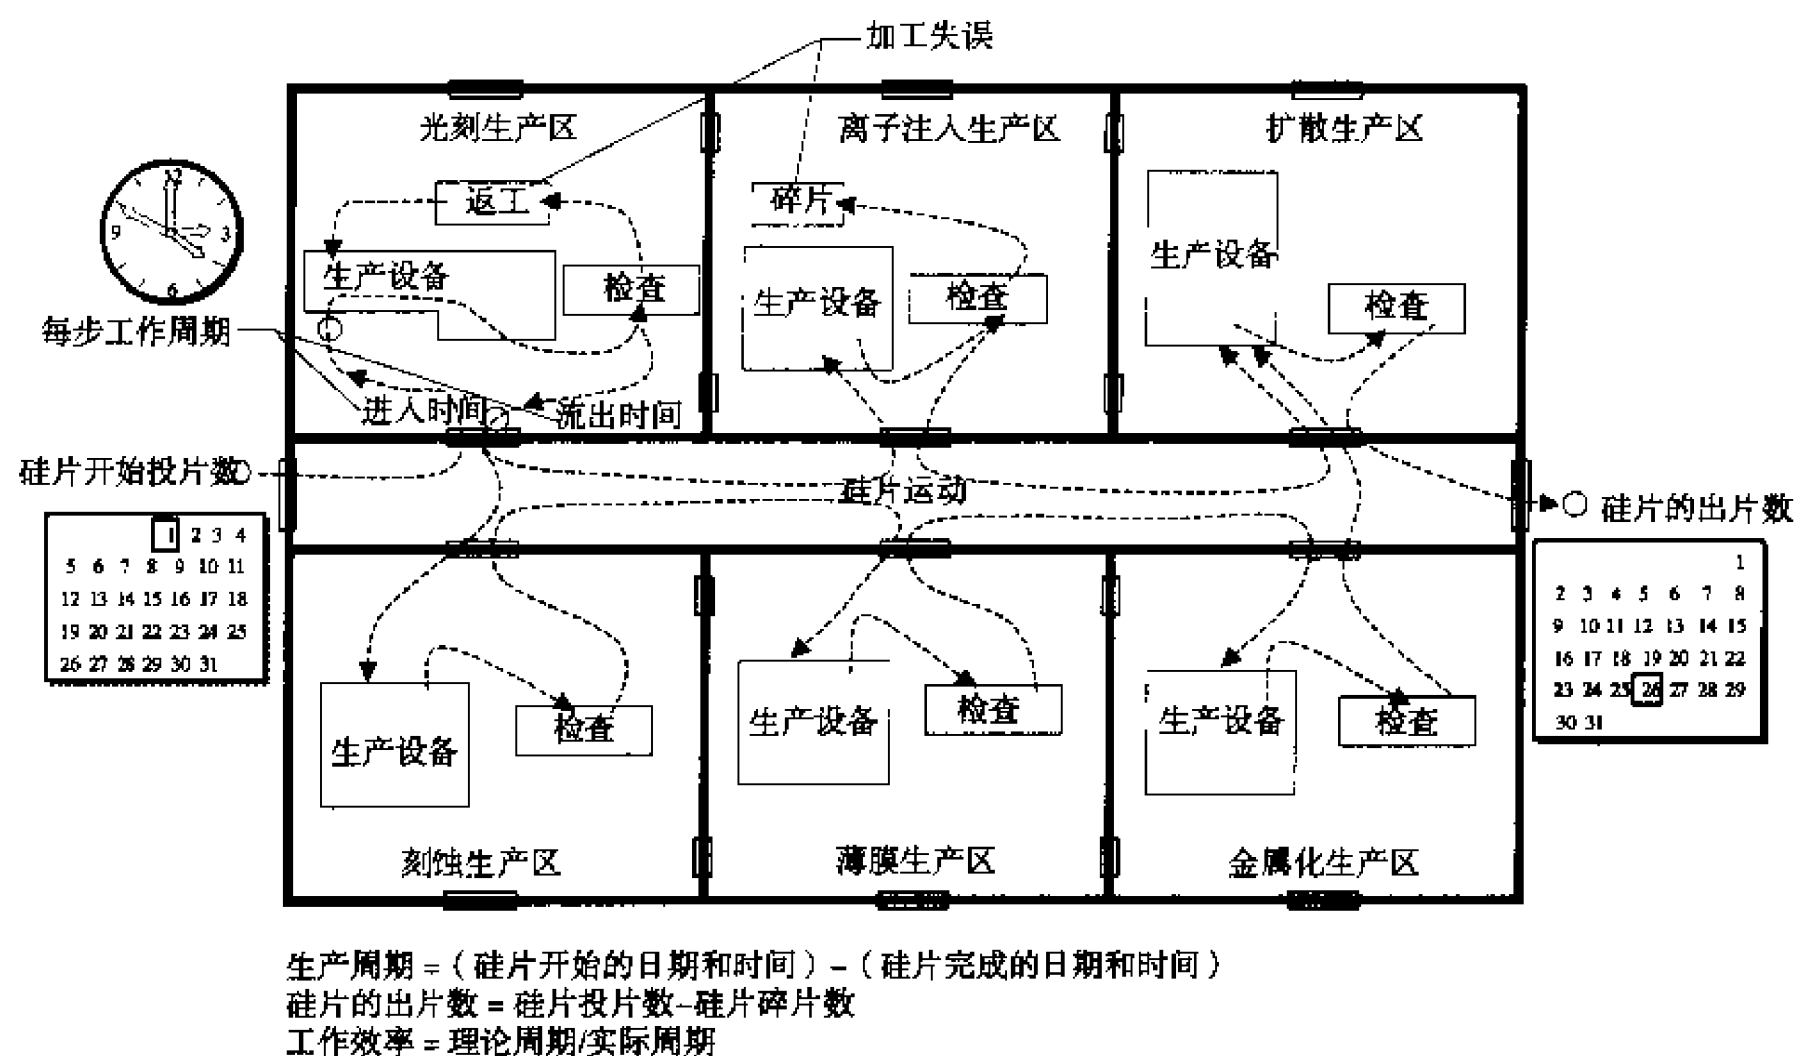 加工失误
光刻生产区
离子注入生产区
扩散生产区
返工
碎片
12
9 3
6
生产设备
检查
生产设备
检查
生产设备
检查
每步工作周期
进入时间
流出时间
硅片开始投片数
硅片运动
硅片的出片数
1 2 3 4
5 6 7 8 9 10 11
12 13 14 15 16 17 18
19 20 21 22 23 24 25
26 27 28 29 30 31
1
2 3 4 5 6 7 8
9 10 11 12 13 14 15
16 17 18 19 20 21 22
23 24 25 26 27 28 29
30 31
生产设备
检查
生产设备
检查
生产设备
检查
刻蚀生产区
薄膜生产区
金属化生产区
生产周期 =（硅片开始的日期和时间）–（硅片完成的日期和时间）
硅片的出片数 = 硅片投片数–硅片碎片数
工作效率 = 理论周期/实际周期